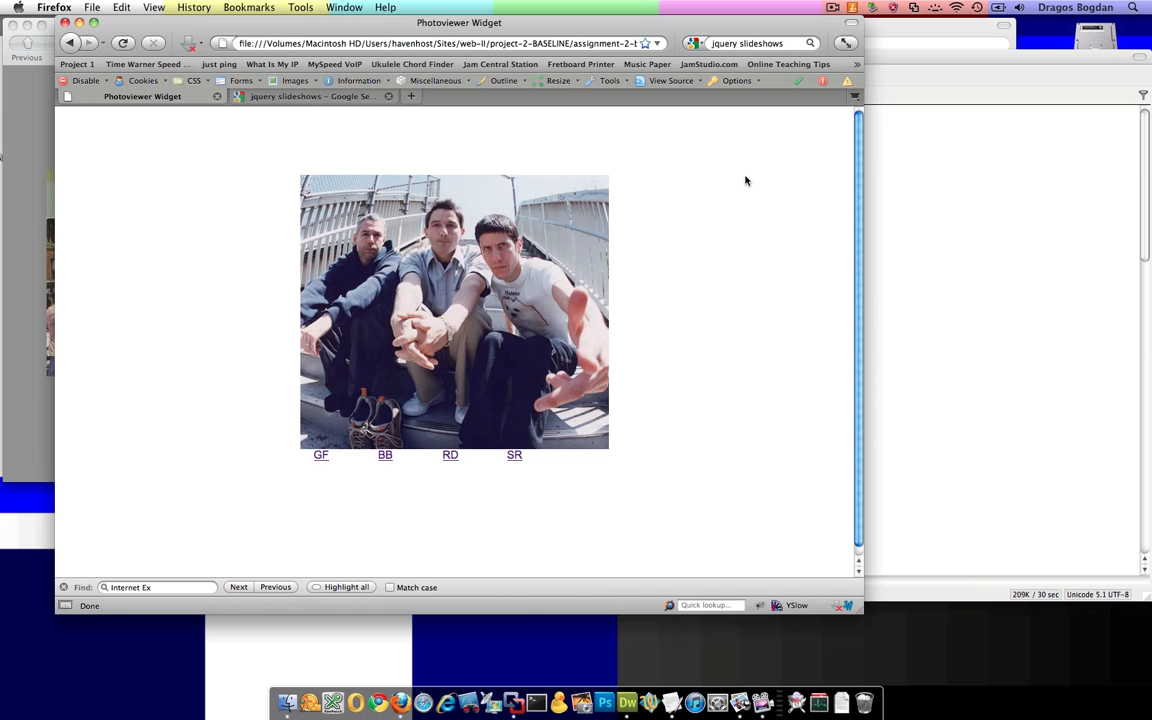 Firefox File Edit View History Bookmarks Tools Window Help Dragos Bogdan
Photoviewer Widget
Previous
file:///Volumes/Macintosh HD/Users/havenhost/Sites/web-II/project-2-BASELINE/assignment-2-b
jquery slideshows
Project 1 Time Warner Speed ... just ping What Is My IP MySpeed VoIP Ukulele Chord Finder Jam Central Station Fretboard Printer Music Paper JamStudio.com Online Teaching Tips »
Disable Cookies CSS Forms Images Information Miscellaneous Outline Resize Tools View Source Options
Photoviewer Widget jquery slideshows - Google Se...
GF BB RD SR
Find: Internet Ex Next Previous Highlight all Match case
Done Quick lookup... YSlow
209K / 30 sec Unicode 5.1 UTF-8
Ps Dw